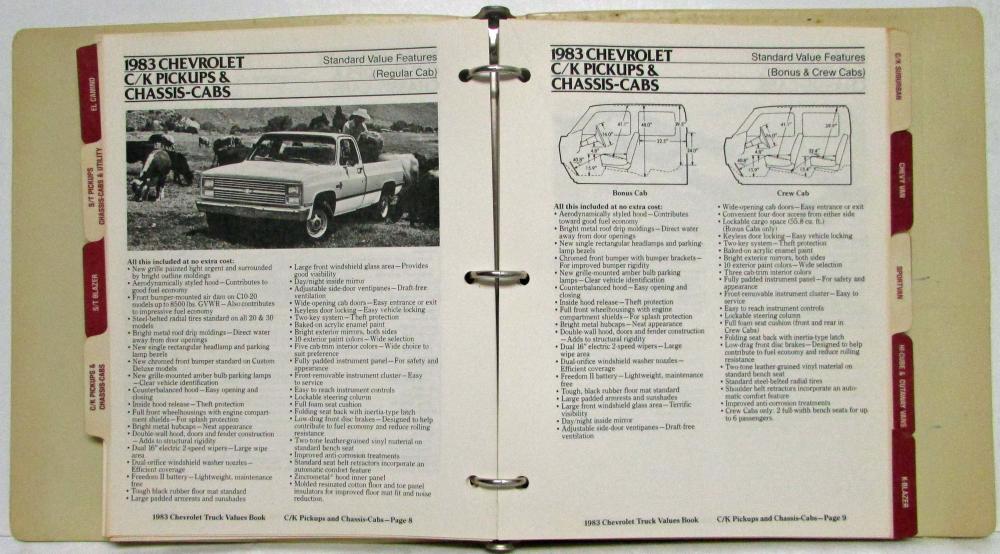 EL CAMINO
S/T PICKUPS
CHASSIS-CABS & UTILITY
S/T BLAZER
C/K PICKUPS &
CHASSIS-CABS
1983 CHEVROLET
C/K PICKUPS &
CHASSIS-CABS
Standard Value Features
(Regular Cab)
All this included at no extra cost:
• New grille painted light argent and surrounded
by bright outline moldings
• Aerodynamically styled hood—Contributes to
good fuel economy
• Front bumper-mounted air dam on C10-20
models up to 8500 lbs. GVWR—Also contributes
to impressive fuel economy
• Steel-belted radial tires standard on all 20 & 30
models
• Bright metal roof drip moldings—Direct water
away from door openings
• New single rectangular headlamp and parking
lamp bezels
• New chromed front bumper standard on Custom
Deluxe models
• New grille-mounted amber bulb parking lamps
—Clear vehicle identification
• Counterbalanced hood—Easy opening and
closing
• Inside hood release—Theft protection
• Full front wheelhousings with engine compart-
ment shields—For splash protection
• Bright metal hubcaps—Neat appearance
• Double-wall hood, doors and fender construction
—Adds to structural rigidity
• Dual 16" electric 2-speed wipers—Large wipe
area
• Dual-orifice windshield washer nozzles—
Efficient coverage
• Freedom II battery—Lightweight, maintenance
free
• Tough black rubber floor mat standard
• Large padded armrests and sunshades
• Large front windshield glass area—Provides
good visibility
• Day/night inside mirror
• Adjustable side-door ventipanes—Draft-free
ventilation
• Wide-opening cab doors—Easy entrance or exit
• Keyless door locking—Easy vehicle locking
• Two-key system—Theft protection
• Baked-on acrylic enamel paint
• Bright exterior mirrors, both sides
• 10 exterior paint colors—Wide selection
• Five cab trim interior colors—Wide choice to
suit preference
• Fully padded instrument panel—For safety and
appearance
• Front-removable instrument cluster—Easy
to service
• Easy to reach instrument controls
• Lockable steering column
• Full foam seat cushion
• Folding seat back with inertia-type latch
• Low-drag front disc brakes—Designed to help
contribute to fuel economy and reduce rolling
resistance
• Two-tone leather-grained vinyl material on
standard bench seat
• Improved anti-corrosion treatments
• Standard seat belt retractors incorporate an
automatic comfort feature
• Zincrometal® hood inner panel
• Molded resinated cotton floor and toe panel
insulators for improved floor mat fit and noise
reduction.
1983 Chevrolet Truck Values Book
C/K Pickups and Chassis-Cabs—Page 8
1983 CHEVROLET
C/K PICKUPS &
CHASSIS-CABS
Standard Value Features
(Bonus & Crew Cabs)
Bonus Cab
Crew Cab
All this included at no extra cost:
• Aerodynamically styled hood—Contributes
toward good fuel economy
• Bright metal roof drip moldings—Direct water
away from door openings
• New single rectangular headlamps and parking-
lamp bezels
• Chromed front bumper with bumper brackets—
For improved bumper rigidity
• New grille-mounted amber bulb parking
lamps—Clear vehicle identification
• Counterbalanced hood—Easy opening and
closing
• Inside hood release—Theft protection
• Full front wheelhousings with engine
compartment shields—For splash protection
• Bright metal hubcaps—Neat appearance
• Double wall hood, doors and fender construction
—Adds to structural rigidity
• Dual 16" electric 2-speed wipers—Large
wipe area
• Dual-orifice windshield washer nozzles—
Efficient coverage
• Freedom II battery—Lightweight, maintenance
free
• Tough, black rubber floor mat standard
• Large padded armrests and sunshades
• Large front windshield glass area—Terrific
visibility
• Day/night inside mirror
• Adjustable side-door ventipanes—Draft-free
ventilation
• Wide-opening cab doors—Easy entrance or exit
• Convenient four door access from either side
• Lockable cargo space (55.8 cu. ft.)
(Bonus Cabs only)
• Keyless door locking—Easy vehicle locking
• Two-key system—Theft protection
• Baked-on acrylic enamel paint
• Bright exterior mirrors, both sides
• 10 exterior paint colors—Wide selection
• Three cab trim interior colors
• Fully padded instrument panel—For safety and
appearance
• Front-removable instrument cluster—Easy to
service
• Easy to reach instrument controls
• Lockable steering column
• Full foam seat cushion (front and rear in
Crew Cabs)
• Folding seat back with inertia-type latch
• Low-drag front disc brakes—Designed to help
contribute to fuel economy and reduce rolling
resistance
• Two-tone leather-grained vinyl material on
standard bench seat
• Standard steel-belted radial tires
• Shoulder belt retractors incorporate an auto-
matic comfort feature
• Improved anti corrosion treatments
• Crew Cabs only: 2 full-width bench seats for up
to 6 passengers.
1983 Chevrolet Truck Values Book
C/K Pickups and Chassis-Cabs—Page 9
C/K SUBURBAN
CHEVY VAN
SPORTVAN
HI-CUBE & CUTAWAY VANS
K-BLAZER